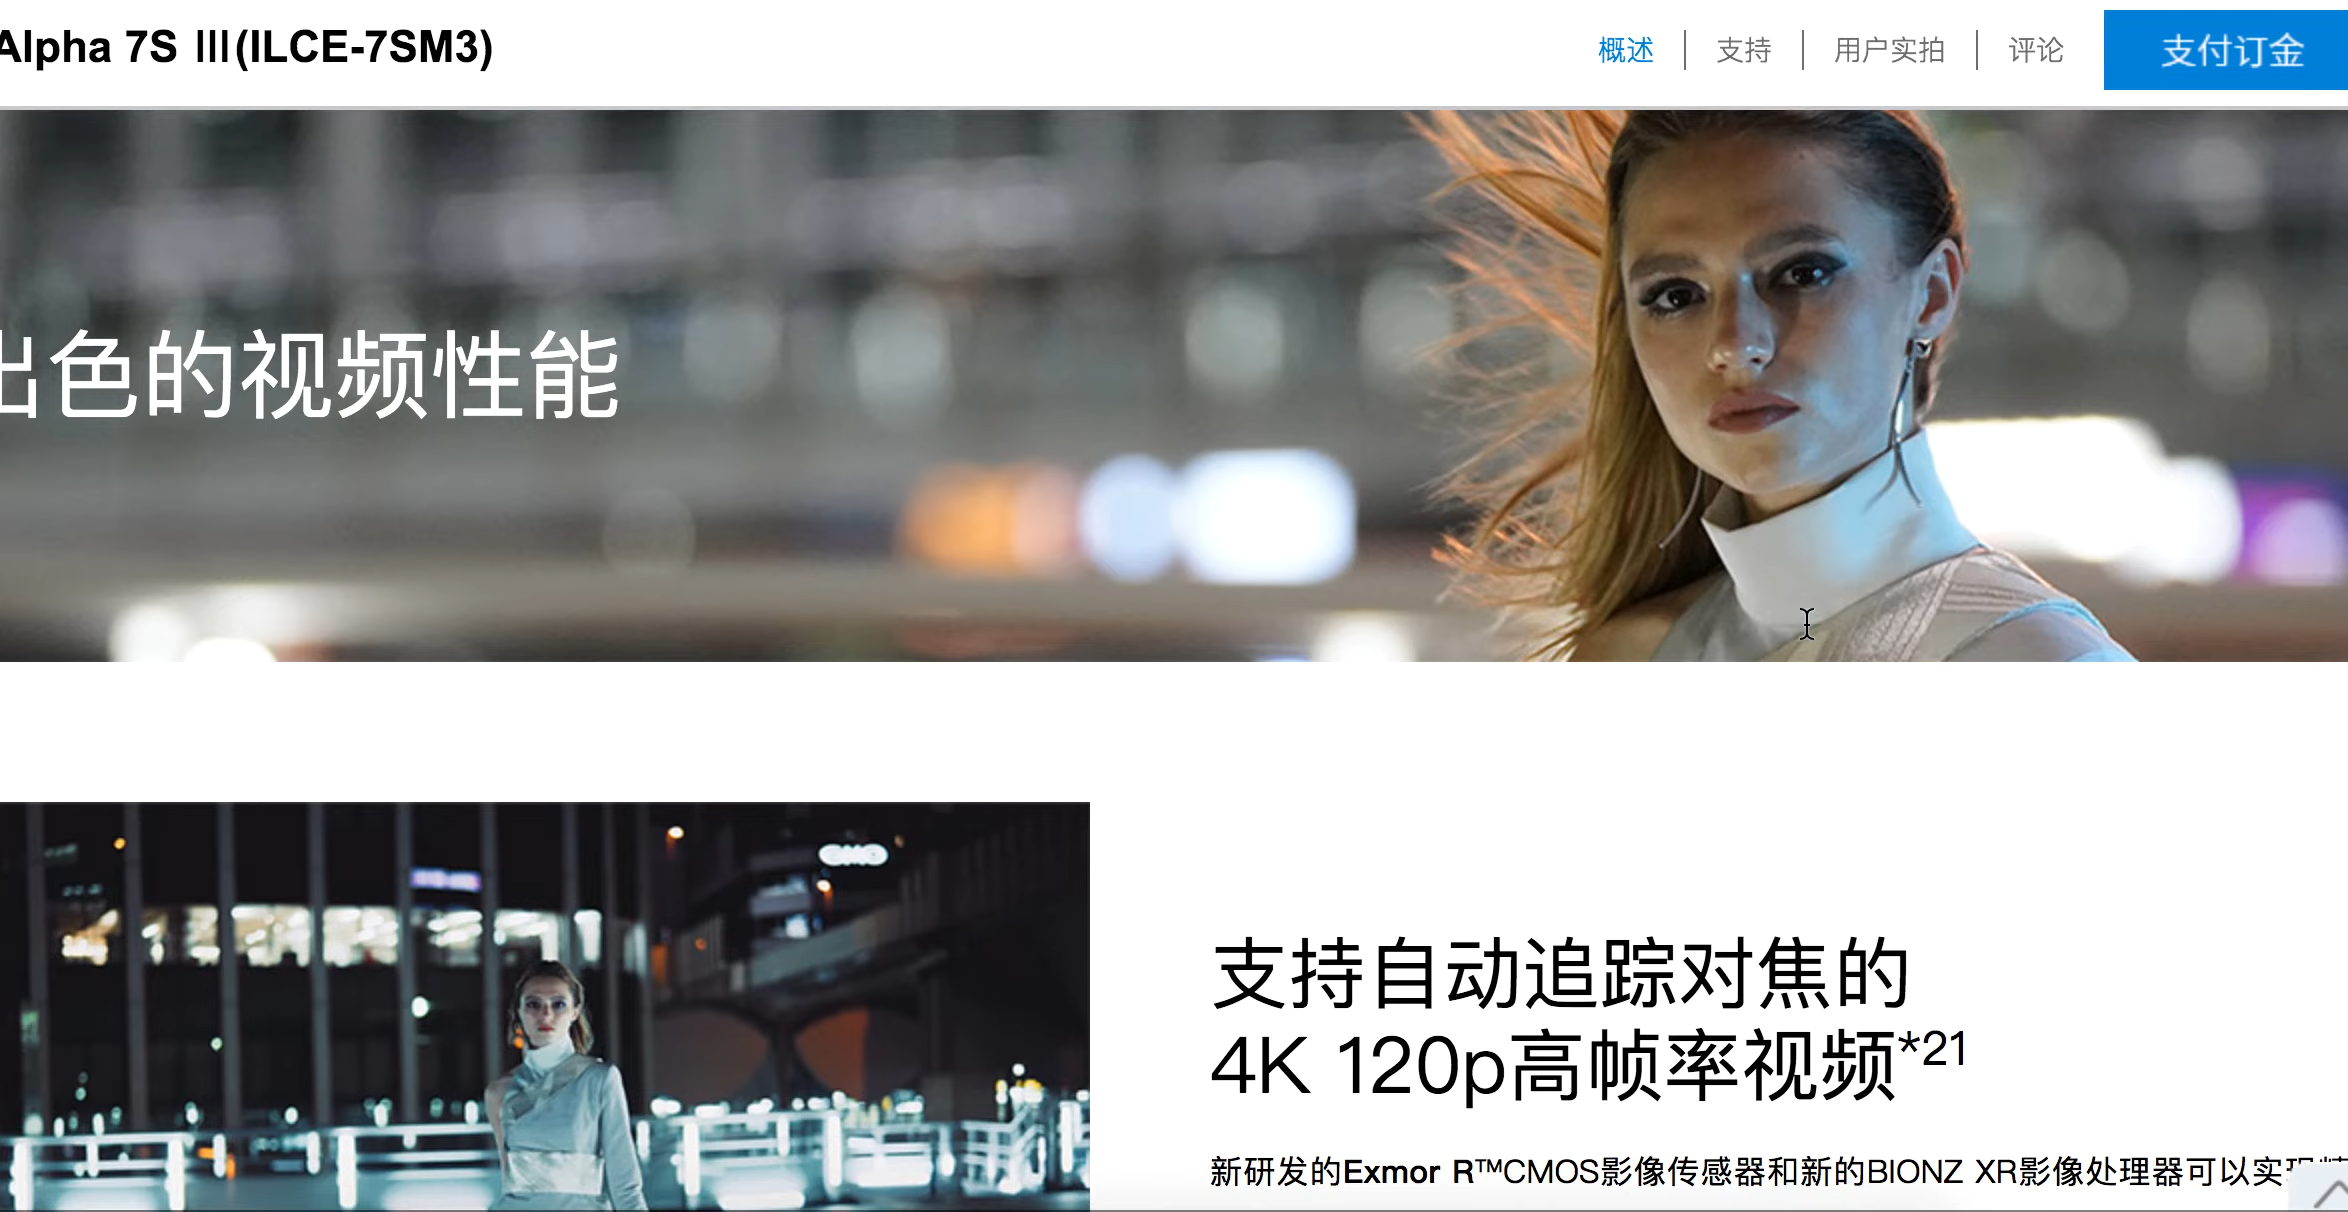 Alpha 7S III(ILCE-7SM3)
概述
支持
用户实拍
评论
支付订金
出色的视频性能
GMO
支持自动追踪对焦的
4K 120p高帧率视频*21
新研发的Exmor R™CMOS影像传感器和新的BIONZ XR影像处理器可以实现